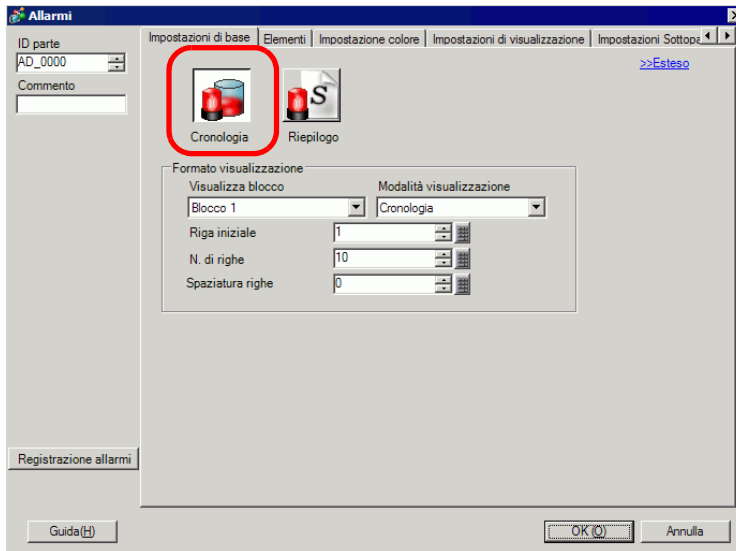 Allarmi
ID parte
AD_0000
Commento
Impostazioni di base
Elementi
Impostazione colore
Impostazioni di visualizzazione
Impostazioni Sottopa
>>Esteso
Cronologia
S
Riepilogo
Formato visualizzazione
Visualizza blocco
Modalità visualizzazione
Blocco 1
Cronologia
Riga iniziale
1
N. di righe
10
Spaziatura righe
0
Registrazione allarmi
Guida(H)
OK (O)
Annulla